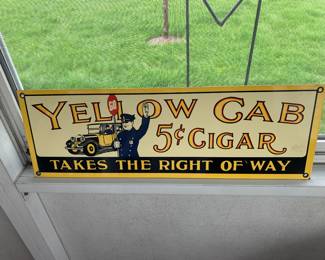 YELLOW CAB
5¢ CIGAR
TAKES THE RIGHT OF WAY